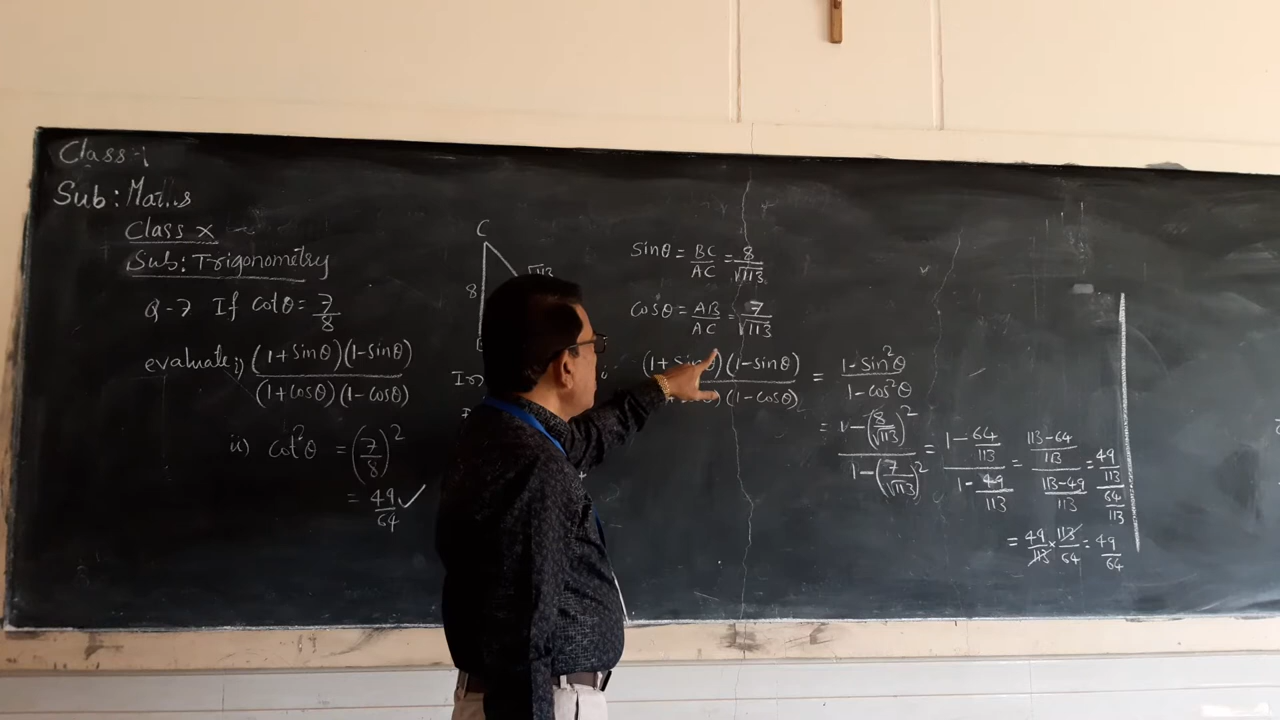 Class:-
Sub: Maths
Class X
Sub: Trigonometry
Q-7 If cotθ = 7/8
evaluate i) (1+sinθ)(1-sinθ)/(1+cosθ)(1-cosθ)
ii) cot²θ = (7/8)²
= 49/64 ✓
C
8
√113
sinθ = BC/AC = 8/√113
cosθ = AB/AC = 7/√113
i (1+sinθ)(1-sinθ)/(1+cosθ)(1-cosθ) = 1-sin²θ/1-cos²θ
= 1-(8/√113)²/1-(7/√113)² = 1-64/113/1-49/113 = 113-64/113/113-49/113 = 49/113/64/113
= 49/113 × 113/64 = 49/64